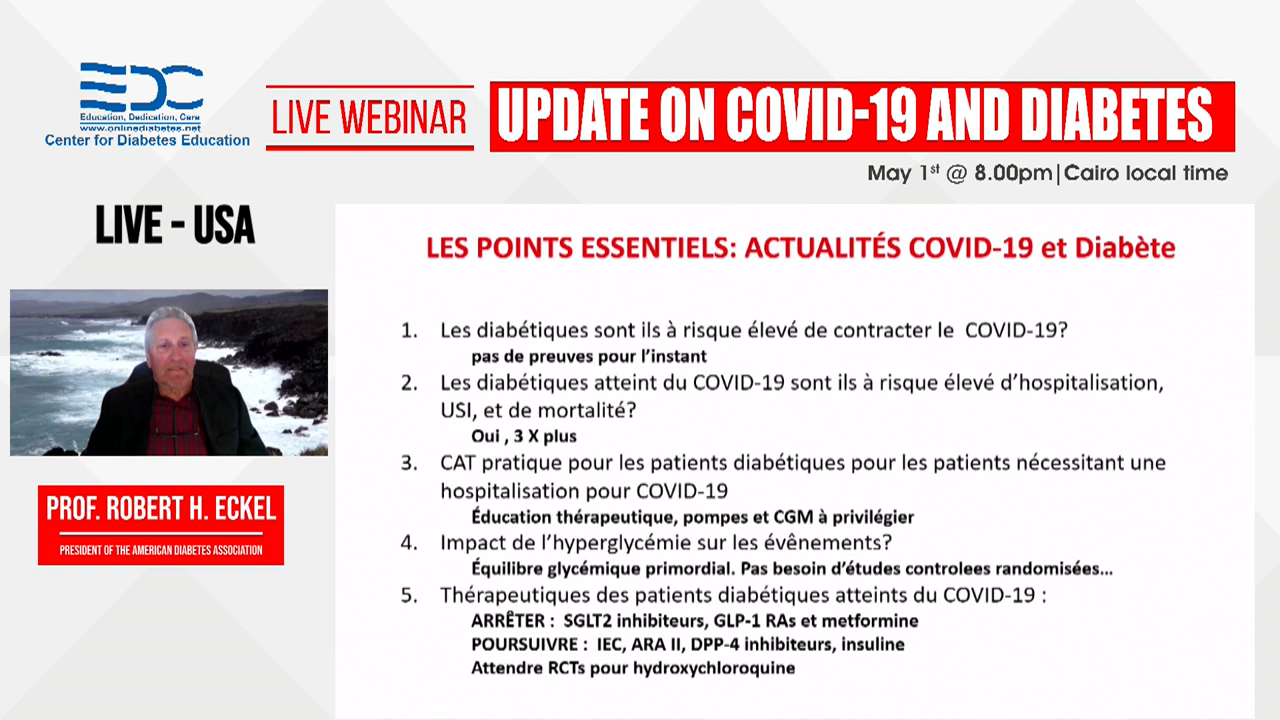 EDC
Education, Dedication, Care
www.onlinediabetes.net
Center for Diabetes Education
LIVE WEBINAR
UPDATE ON COVID-19 AND DIABETES
May 1st @ 8.00pm|Cairo local time
LIVE - USA
PROF. ROBERT H. ECKEL
PRESIDENT OF THE AMERICAN DIABETES ASSOCIATION
LES POINTS ESSENTIELS: ACTUALITÉS COVID-19 et Diabète
1. Les diabétiques sont ils à risque élevé de contracter le COVID-19?
pas de preuves pour l'instant
2. Les diabétiques atteint du COVID-19 sont ils à risque élevé d'hospitalisation,
USI, et de mortalité?
Oui , 3 X plus
3. CAT pratique pour les patients diabétiques pour les patients nécessitant une
hospitalisation pour COVID-19
Éducation thérapeutique, pompes et CGM à privilégier
4. Impact de l'hyperglycémie sur les évênements?
Équilibre glycémique primordial. Pas besoin d'études controlees randomisées...
5. Thérapeutiques des patients diabétiques atteints du COVID-19 :
ARRÊTER : SGLT2 inhibiteurs, GLP-1 RAs et metformine
POURSUIVRE : IEC, ARA II, DPP-4 inhibiteurs, insuline
Attendre RCTs pour hydroxychloroquine